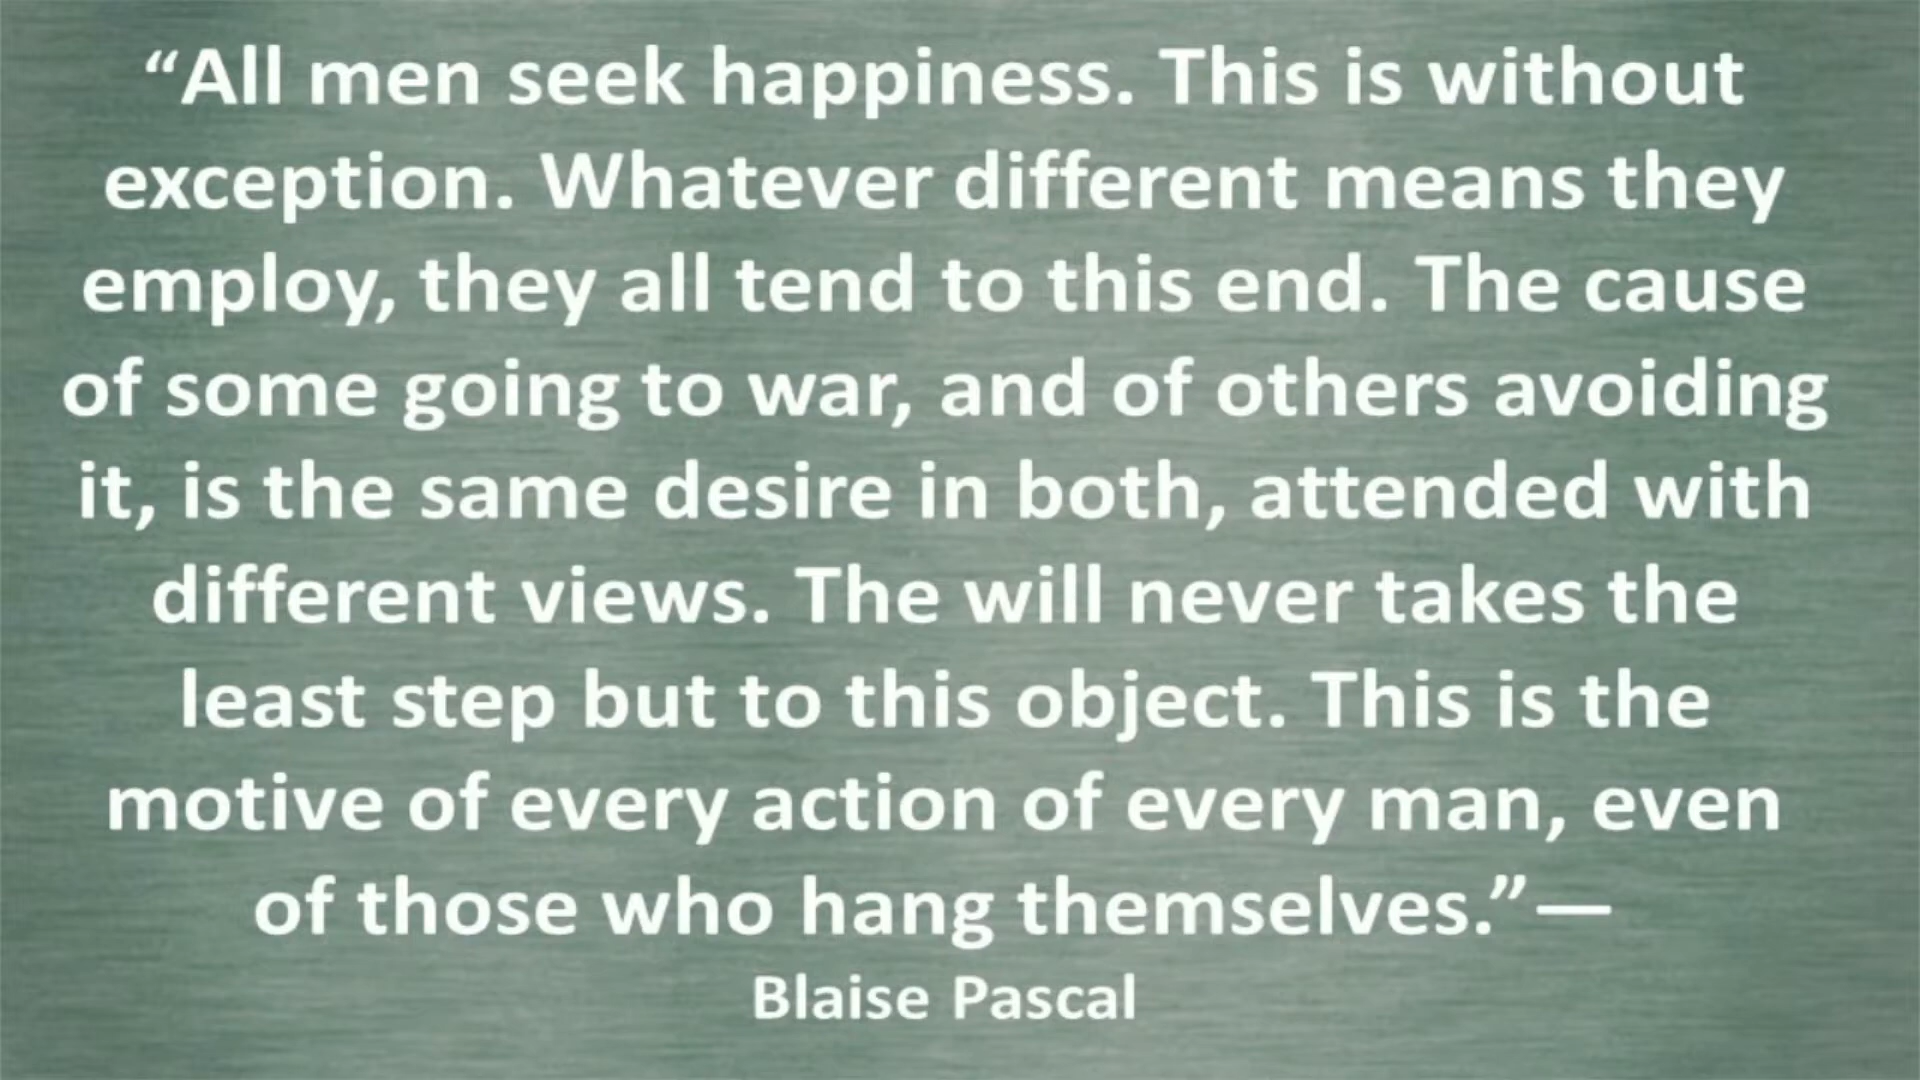 “All men seek happiness. This is without
exception. Whatever different means they
employ, they all tend to this end. The cause
of some going to war, and of others avoiding
it, is the same desire in both, attended with
different views. The will never takes the
least step but to this object. This is the
motive of every action of every man, even
of those who hang themselves.”—
Blaise Pascal